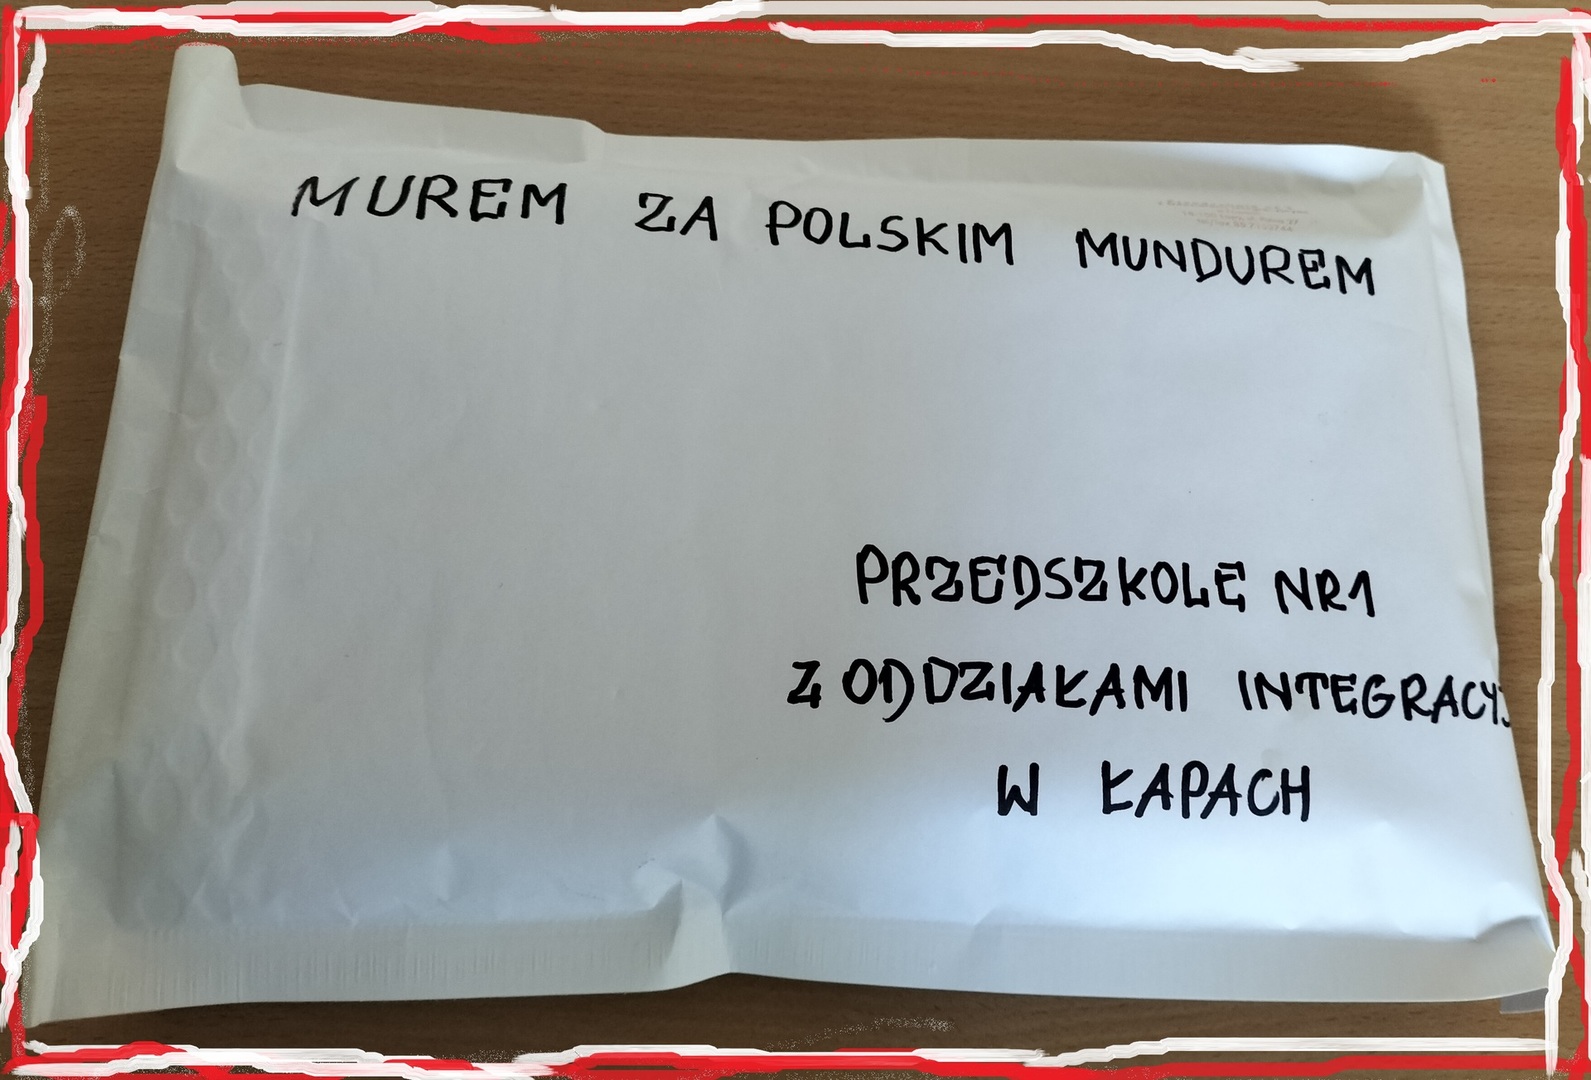 MUREM ZA POLSKIM MUNDUREM
PRZEDSZKOLE NR1
Z ODDZIAŁAMI INTEGRACYJ
W ŁAPACH